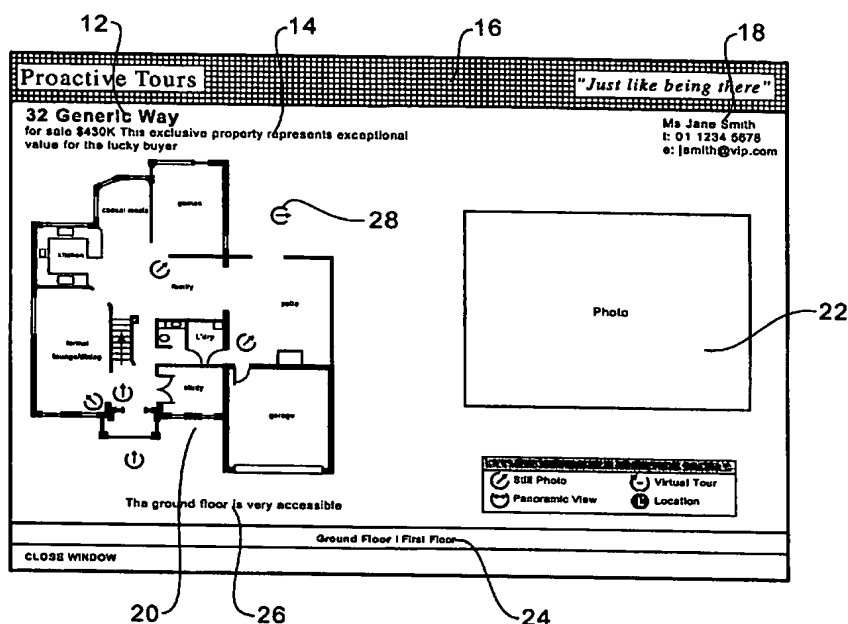 12 14 16 18
Proactive Tours "Just like being there"
32 Generic Way
for sale $430K This exclusive property represents exceptional
value for the lucky buyer
Ms Jane Smith
t: 01 1234 5678
e: jsmith@vip.com
casual meals games
28
kitchen
family
patio
Photo
22
L'dry
formal
lounge/dining
study
garage
Still Photo Virtual Tour
Panoramic View Location
The ground floor is very accessible
Ground Floor | First Floor
CLOSE WINDOW
20 26 24